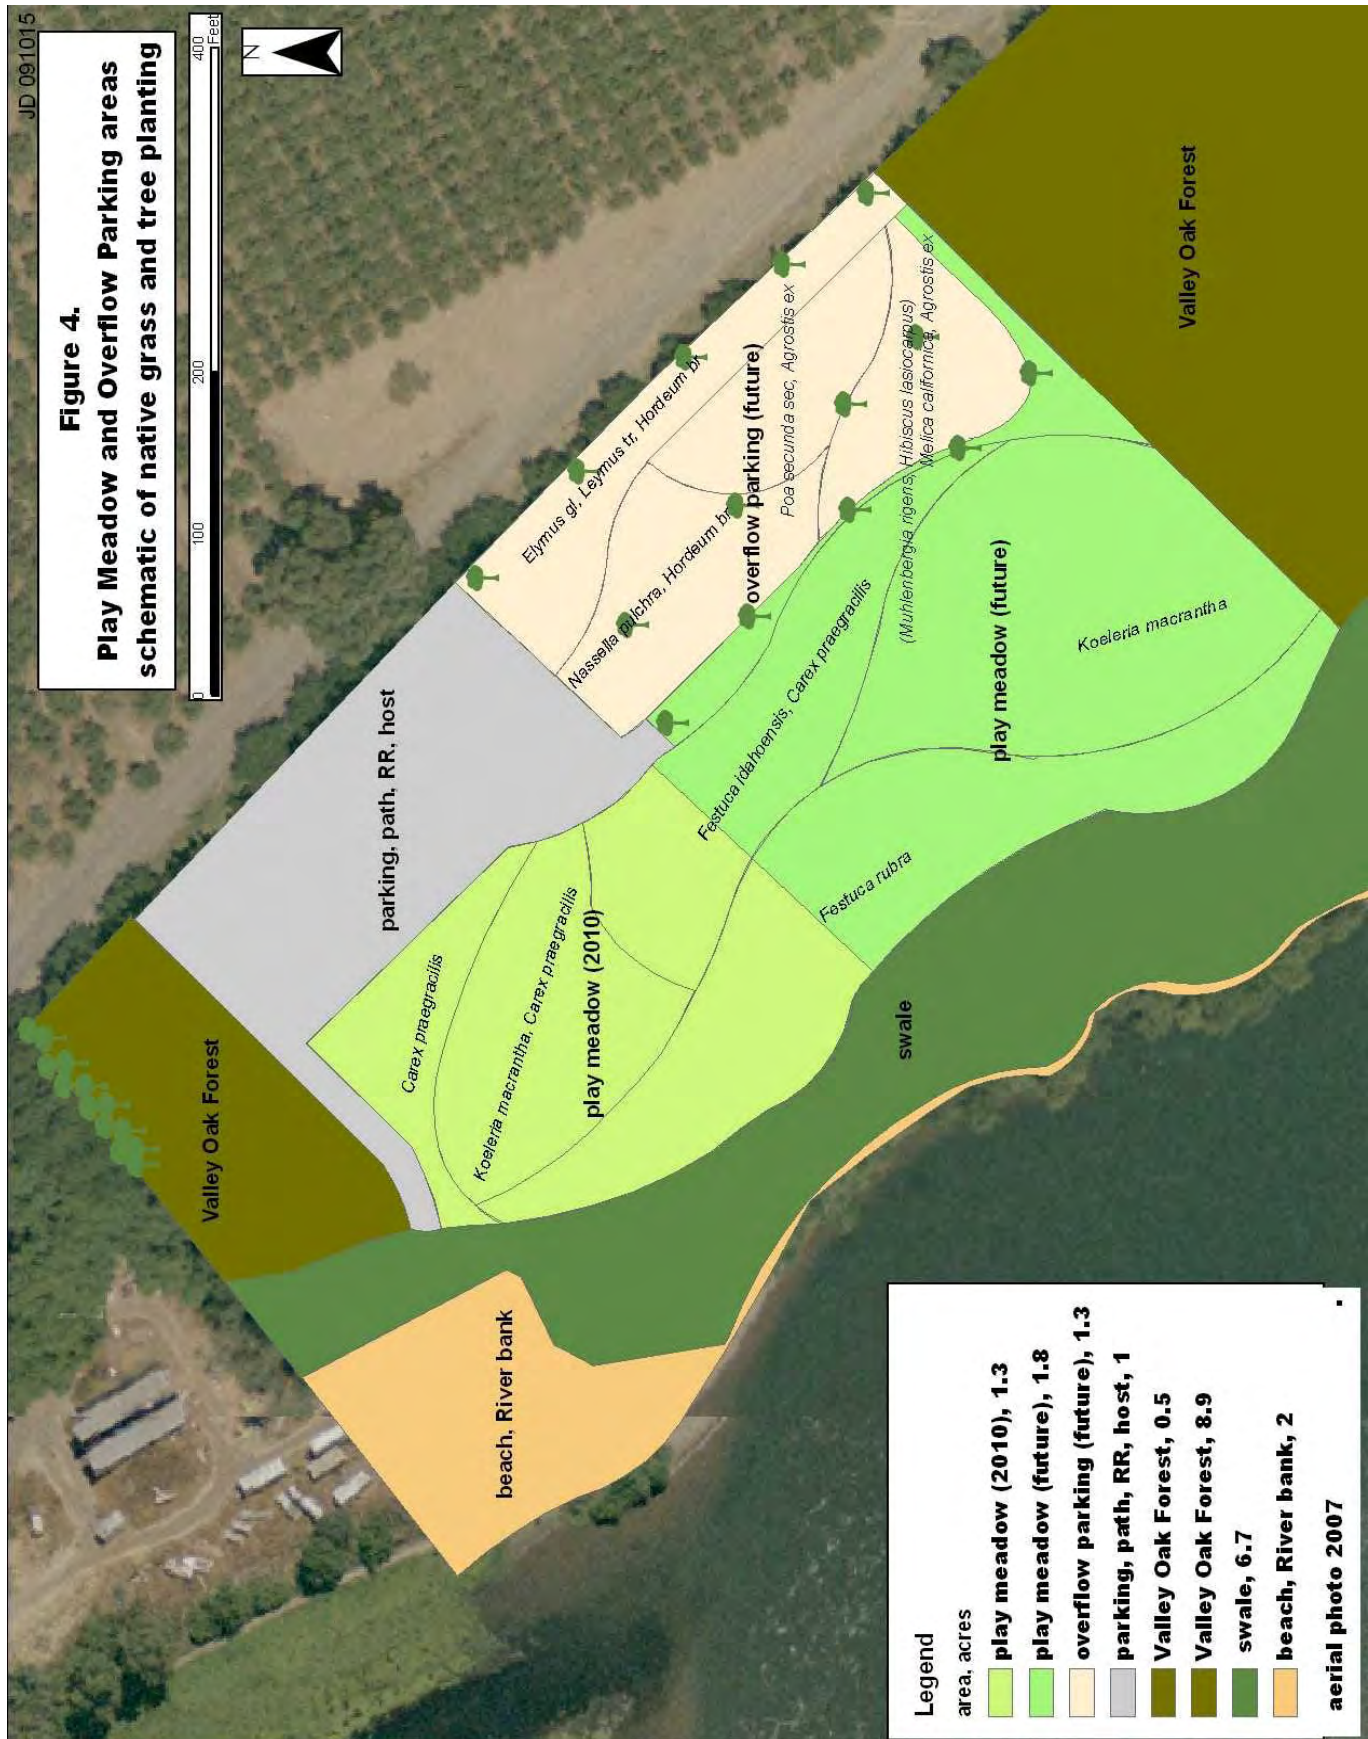 JD 091015
Figure 4.
Play Meadow and Overflow Parking areas
schematic of native grass and tree planting
0 100 200 400
Feet
N
Valley Oak Forest
parking, path, RR, host
Elymus gl, Leymus tr, Hordeum br
Nassella pulchra, Hordeum br
overflow parking (future)
Poa secunda sec, Agrostis ex
(Muhlenbergia rigens, Hibiscus lasiocarpus)
Melica californica, Agrostis ex
Valley Oak Forest
Carex praegracilis
Koeleria macrantha, Carex praegracilis
play meadow (2010)
Festuca idahoensis, Carex praegracilis
Festuca rubra
play meadow (future)
Koeleria macrantha
swale
beach, River bank
Legend
area, acres
play meadow (2010), 1.3
play meadow (future), 1.8
overflow parking (future), 1.3
parking, path, RR, host, 1
Valley Oak Forest, 0.5
Valley Oak Forest, 8.9
swale, 6.7
beach, River bank, 2
aerial photo 2007